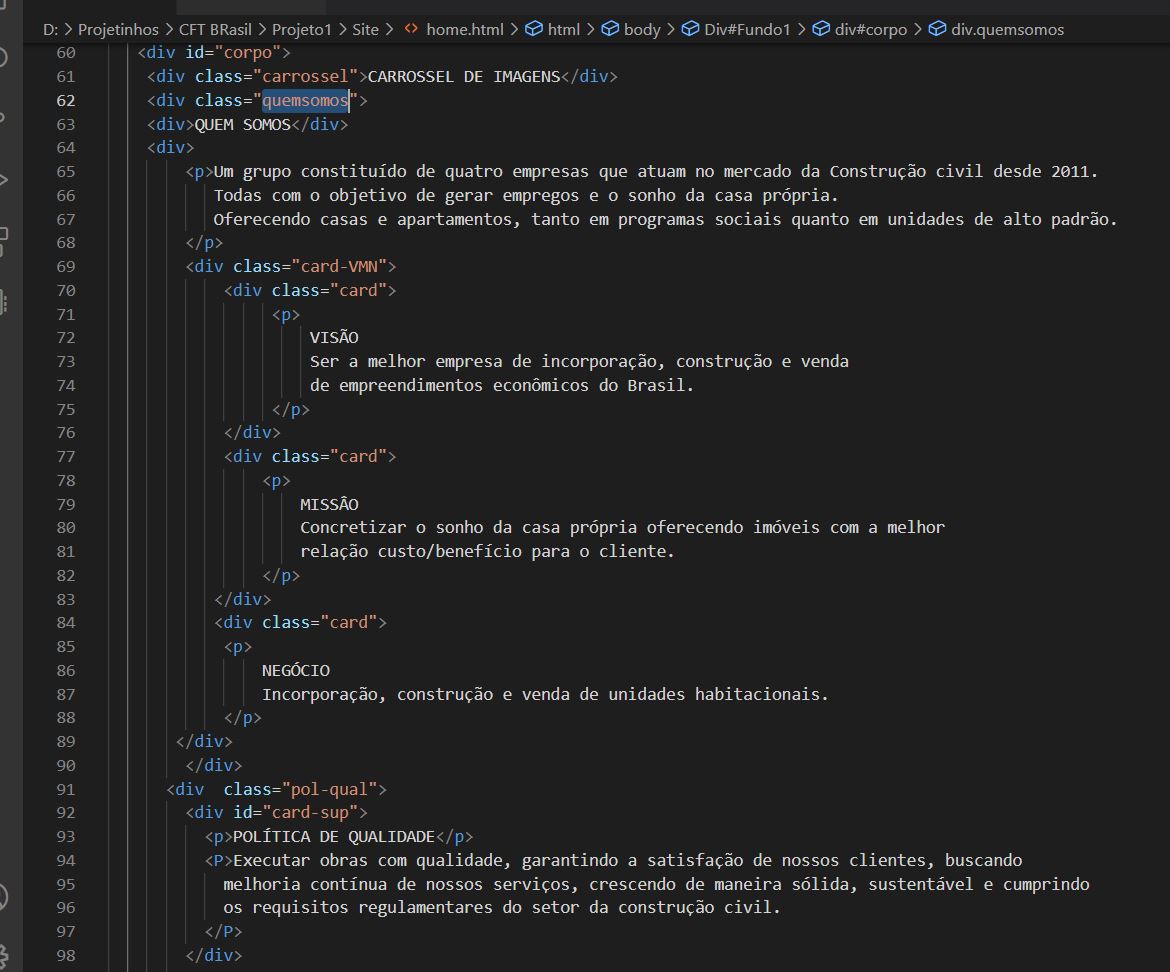 D: > Projetinhos > CFT BRasil > Projeto1 > Site > <> home.html > html > body > Div#Fundo1 > div#corpo > div.quemsomos
60 <div id="corpo">
61 <div class="carrossel">CARROSSEL DE IMAGENS</div>
62 <div class="quemsomos">
63 <div>QUEM SOMOS</div>
64 <div>
65 <p>Um grupo constituído de quatro empresas que atuam no mercado da Construção civil desde 2011.
66 Todas com o objetivo de gerar empregos e o sonho da casa própria.
67 Oferecendo casas e apartamentos, tanto em programas sociais quanto em unidades de alto padrão.
68 </p>
69 <div class="card-VMN">
70 <div class="card">
71 <p>
72 VISÃO
73 Ser a melhor empresa de incorporação, construção e venda
74 de empreendimentos econômicos do Brasil.
75 </p>
76 </div>
77 <div class="card">
78 <p>
79 MISSÂO
80 Concretizar o sonho da casa própria oferecendo imóveis com a melhor
81 relação custo/benefício para o cliente.
82 </p>
83 </div>
84 <div class="card">
85 <p>
86 NEGÓCIO
87 Incorporação, construção e venda de unidades habitacionais.
88 </p>
89 </div>
90 </div>
91 <div  class="pol-qual">
92 <div id="card-sup">
93 <p>POLÍTICA DE QUALIDADE</p>
94 <P>Executar obras com qualidade, garantindo a satisfação de nossos clientes, buscando
95 melhoria contínua de nossos serviços, crescendo de maneira sólida, sustentável e cumprindo
96 os requisitos regulamentares do setor da construção civil.
97 </P>
98 </div>